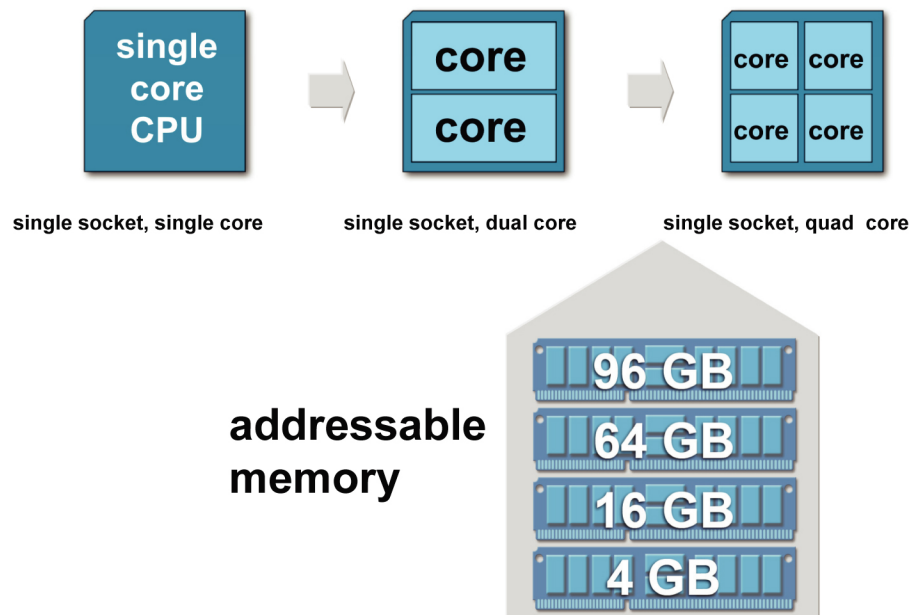 single
core
CPU
core
core
core core
core core
single socket, single core
single socket, dual core
single socket, quad core
addressable
memory
96 GB
64 GB
16 GB
4 GB